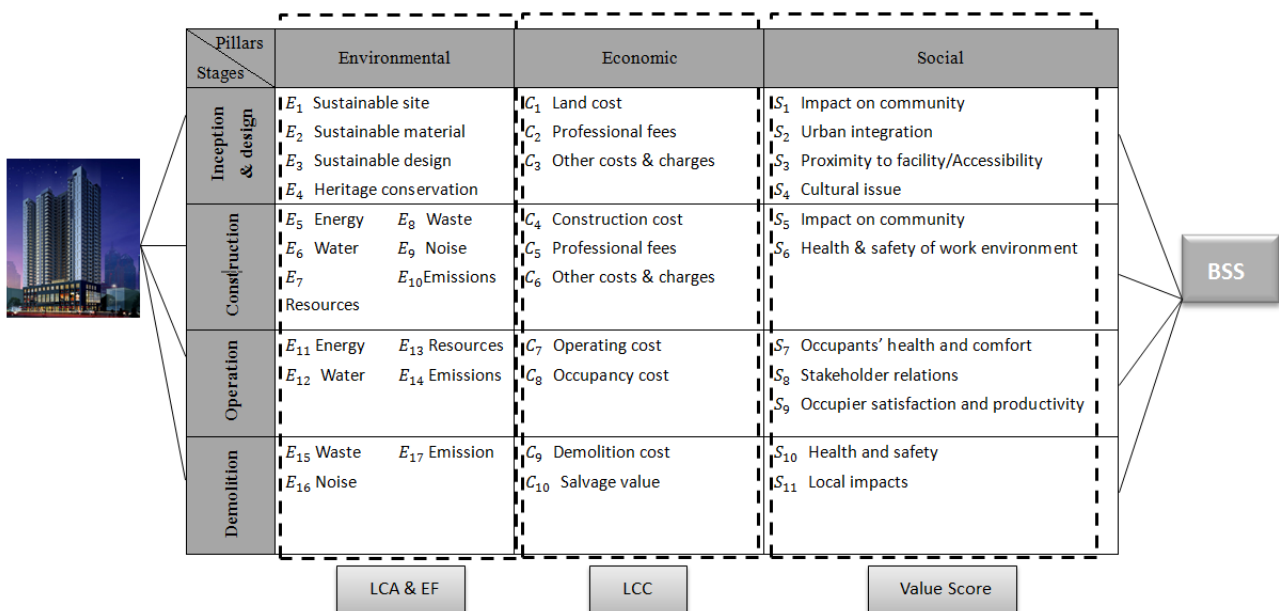 Pillars
Stages
Environmental
Economic
Social
Inception
& design
E₁ Sustainable site
E₂ Sustainable material
E₃ Sustainable design
E₄ Heritage conservation
C₁ Land cost
C₂ Professional fees
C₃ Other costs & charges
S₁ Impact on community
S₂ Urban integration
S₃ Proximity to facility/Accessibility
S₄ Cultural issue
Construction
E₅ Energy E₈ Waste
E₆ Water E₉ Noise
E₇ E₁₀Emissions
Resources
C₄ Construction cost
C₅ Professional fees
C₆ Other costs & charges
S₅ Impact on community
S₆ Health & safety of work environment
Operation
E₁₁ Energy E₁₃ Resources
E₁₂ Water E₁₄ Emissions
C₇ Operating cost
C₈ Occupancy cost
S₇ Occupants’ health and comfort
S₈ Stakeholder relations
S₉ Occupier satisfaction and productivity
Demolition
E₁₅ Waste E₁₇ Emission
E₁₆ Noise
C₉ Demolition cost
C₁₀ Salvage value
S₁₀ Health and safety
S₁₁ Local impacts
BSS
LCA & EF
LCC
Value Score